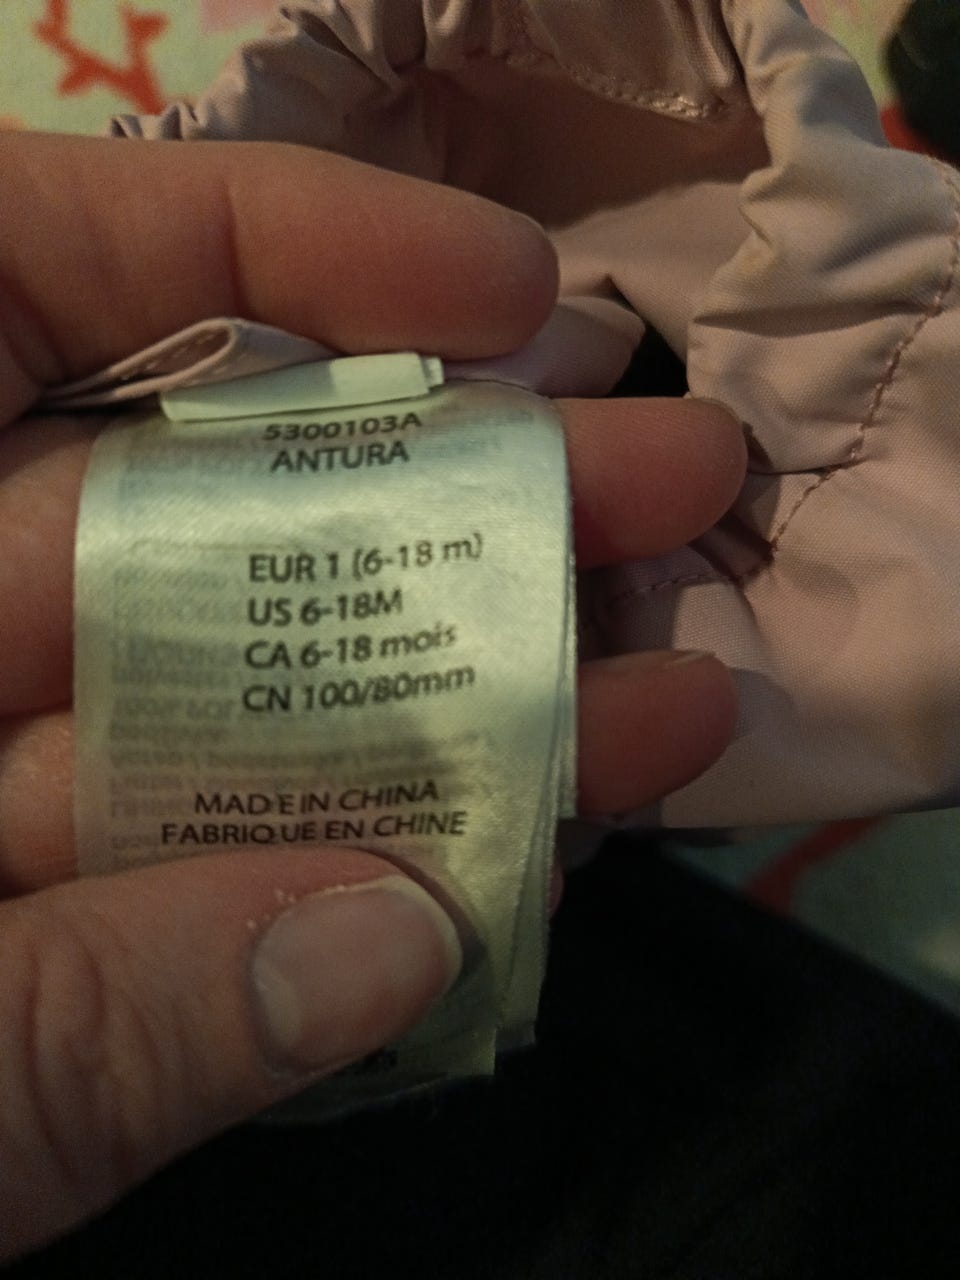 5300103A
ANTURA
EUR 1 (6-18 m)
US 6-18M
CA 6-18 mois
CN 100/80mm
MADE IN CHINA
FABRIQUE EN CHINE